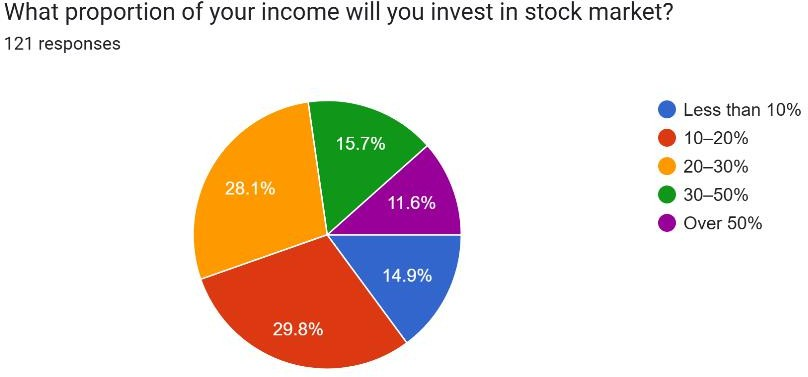 What proportion of your income will you invest in stock market?
121 responses
15.7%
28.1%
11.6%
14.9%
29.8%
Less than 10%
10–20%
20–30%
30–50%
Over 50%